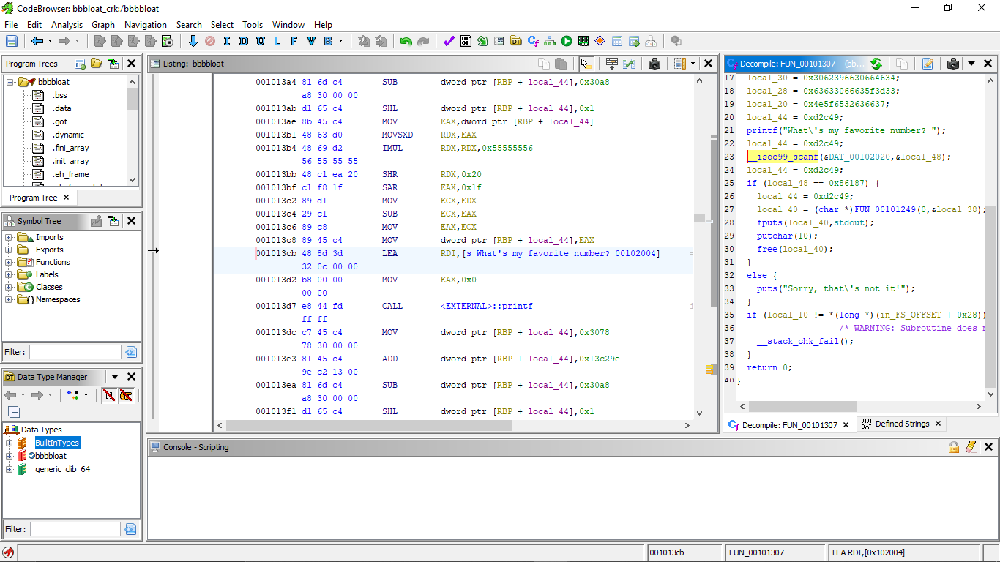 CodeBrowser: bbbloat_crk:/bbbbloat
File Edit Analysis Graph Navigation Search Select Tools Window Help
I D U L F V B
Program Trees
bbbbloat
.bss
.data
.got
.dynamic
.fini_array
.init_array
.eh_frame
Program Tree
Symbol Tree
Imports
Exports
Functions
Labels
Classes
Namespaces
Filter:
Data Type Manager
Data Types
BuiltInTypes
bbbbloat
generic_clib_64
Filter:
Listing: bbbbloat
001013a4 81 6d c4 SUB dword ptr [RBP + local_44],0x30a8
a8 30 00 00
001013ab d1 65 c4 SHL dword ptr [RBP + local_44],0x1
001013ae 8b 45 c4 MOV EAX,dword ptr [RBP + local_44]
001013b1 48 63 d0 MOVSXD RDX,EAX
001013b4 48 69 d2 IMUL RDX,RDX,0x55555556
56 55 55 55
001013bb 48 c1 ea 20 SHR RDX,0x20
001013bf c1 f8 1f SAR EAX,0x1f
001013c2 89 d1 MOV ECX,EDX
001013c4 29 c1 SUB ECX,EAX
001013c6 89 c8 MOV EAX,ECX
001013c8 89 45 c4 MOV dword ptr [RBP + local_44],EAX
001013cb 48 8d 3d LEA RDI,[s_What's_my_favorite_number?_00102004] =
32 0c 00 00
001013d2 b8 00 00 MOV EAX,0x0
00 00
001013d7 e8 44 fd CALL <EXTERNAL>::printf i
ff ff
001013dc c7 45 c4 MOV dword ptr [RBP + local_44],0x3078
78 30 00 00
001013e3 81 45 c4 ADD dword ptr [RBP + local_44],0x13c29e
9e c2 13 00
001013ea 81 6d c4 SUB dword ptr [RBP + local_44],0x30a8
a8 30 00 00
001013f1 d1 65 c4 SHL dword ptr [RBP + local_44],0x1
Decompile: FUN_00101307 - (bb...
17 local_30 = 0x3062396630664634;
18 local_28 = 0x63633066635f3d33;
19 local_20 = 0x4e5f6532636637;
20 local_44 = 0xd2c49;
21 printf("What\'s my favorite number? ");
22 local_44 = 0xd2c49;
23 __isoc99_scanf(&DAT_00102020,&local_48);
24 local_44 = 0xd2c49;
25 if (local_48 == 0x86187) {
26 local_44 = 0xd2c49;
27 local_40 = (char *)FUN_00101249(0,&local_38);
28 fputs(local_40,stdout);
29 putchar(10);
30 free(local_40);
31 }
32 else {
33 puts("Sorry, that\'s not it!");
34 }
35 if (local_10 != *(long *)(in_FS_OFFSET + 0x28))
36 /* WARNING: Subroutine does
37 __stack_chk_fail();
38 }
39 return 0;
40 }
Decompile: FUN_00101307
Defined Strings
Console - Scripting
001013cb FUN_00101307 LEA RDI,[0x102004]